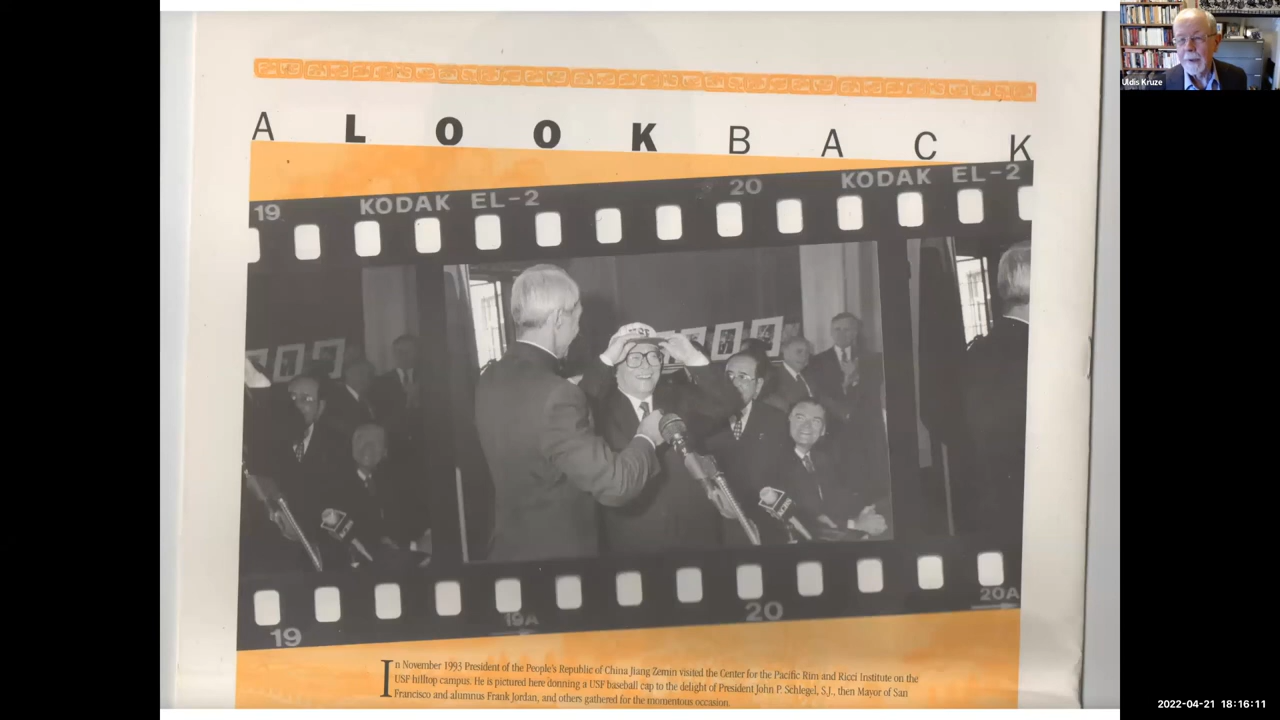 Uldis Kruze
A LOOK BACK
19 KODAK EL-2 20 KODAK EL-2
USF
19 19A 20 20A
In November 1993 President of the People's Republic of China Jiang Zemin visited the Center for the Pacific Rim and Ricci Institute on the
USF hilltop campus. He is pictured here donning a USF baseball cap to the delight of President John P. Schlegel, S.J., then Mayor of San
Francisco and alumnus Frank Jordan, and others gathered for the momentous occasion.
2022-04-21 18:16:11